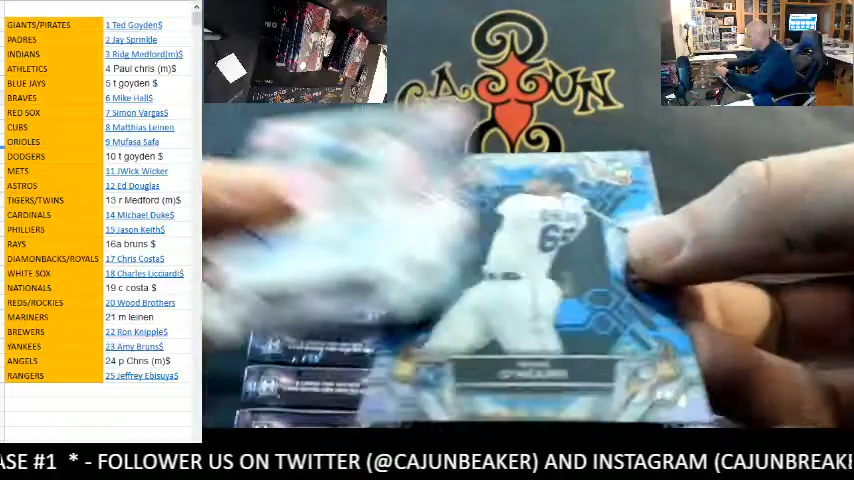 GIANTS/PIRATES 1 Ted Goyden$
PADRES 2 Jay Sprinkle
INDIANS 3 Ridg Medford(m)$
ATHLETICS 4 Paul chris (m)$
BLUE JAYS 5 t goyden $
BRAVES 6 Mike Hall$
RED SOX 7 Simon Vargas$
CUBS 8 Matthias Leinen
ORIOLES 9 Mufasa Safa
DODGERS 10 t goyden $
METS 11 JWick Wicker
ASTROS 12 Ed Douglas
TIGERS/TWINS 13 r Medford (m)$
CARDINALS 14 Michael Duke$
PHILLIERS 15 Jason Keith$
RAYS 16a bruns $
DIAMONDBACKS/ROYALS 17 Chris Costa$
WHITE SOX 18 Charles Licciardi$
NATIONALS 19 c costa $
REDS/ROCKIES 20 Wood Brothers
MARINERS 21 m leinen
BREWERS 22 Ron Knipple$
YANKEES 23 Amy Bruns$
ANGELS 24 p Chris (m)$
RANGERS 25 Jeffrey Ebisuya$
CAJUN
ASE #1 * - FOLLOWER US ON TWITTER (@CAJUNBEAKER) AND INSTAGRAM (CAJUNBREAK